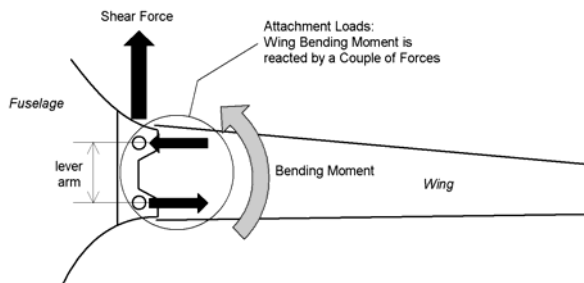 Shear Force
Attachment Loads:
Wing Bending Moment is
reacted by a Couple of Forces
Fuselage
lever
arm
Bending Moment
Wing